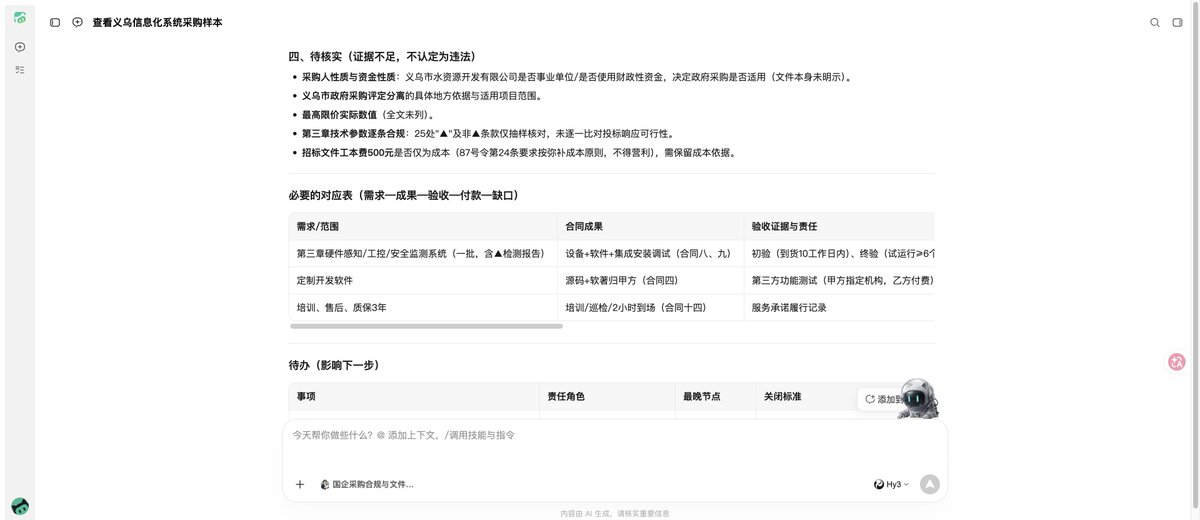 查看义乌信息化系统采购样本
四、待核实（证据不足，不认定为违法）
• 采购人性质与资金性质：义乌市水资源开发有限公司是否事业单位/是否使用财政性资金，决定政府采购是否适用（文件本身未明示）。
• 义乌市政府采购评定分离的具体地方依据与适用项目范围。
• 最高限价实际数值（全文未列）。
• 第三章技术参数逐条合规：25处"▲"及非▲条款仅抽样核对，未逐一比对投标响应可行性。
• 招标文件工本费500元是否仅为成本（87号令第24条要求按弥补成本原则，不得营利），需保留成本依据。
必要的对应表（需求—成果—验收—付款—缺口）
需求/范围 合同成果 验收证据与责任
第三章硬件感知/工控/安全监测系统（一批，含▲检测报告） 设备+软件+集成安装调试（合同八、九） 初验（到货10工作日内）、终验（试运行≥6个
定制开发软件 源码+软著归甲方（合同四） 第三方功能测试（甲方指定机构，乙方付费）
培训、售后、质保3年 培训/巡检/2小时到场（合同十四） 服务承诺履行记录
待办（影响下一步）
事项 责任角色 最晚节点 关闭标准
添加到
今天帮你做些什么？@ 添加上下文，/调用技能与指令
国企采购合规与文件... Hy3
内容由 AI 生成，请核实重要信息